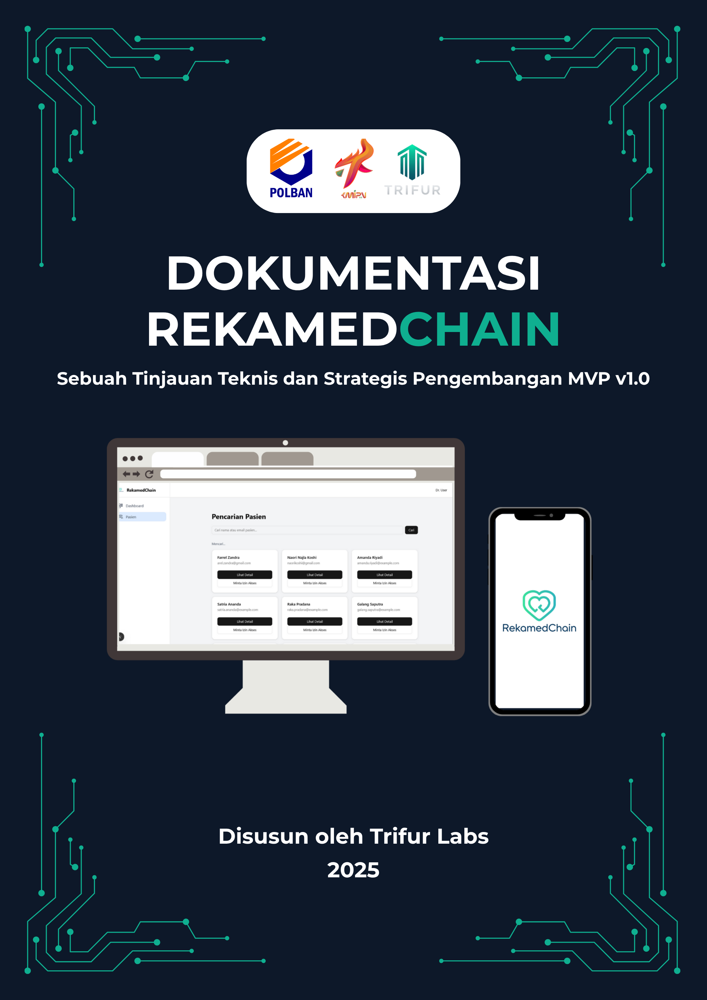 POLBAN
KMIPN
TRIFUR
DOKUMENTASI
REKAMEDCHAIN
Sebuah Tinjauan Teknis dan Strategis Pengembangan MVP v1.0
RekamedChain
Dr. User
Dashboard
Pasien
Pencarian Pasien
Cari nama atau email pasien...
Cari
Mencari...
Farrel Zandra
arel.zandra@gmail.com
Lihat Detail
Minta Izin Akses
Naori Najla Koshi
naorikoshi@gmail.com
Lihat Detail
Minta Izin Akses
Amanda Riyadi
amanda.riyadi@example.com
Lihat Detail
Minta Izin Akses
Satria Ananda
satria.ananda@example.com
Lihat Detail
Minta Izin Akses
Raka Pradana
raka.pradana@example.com
Lihat Detail
Minta Izin Akses
Galang Saputra
galang.saputra@example.com
Lihat Detail
Minta Izin Akses
RekamedChain
Disusun oleh Trifur Labs
2025